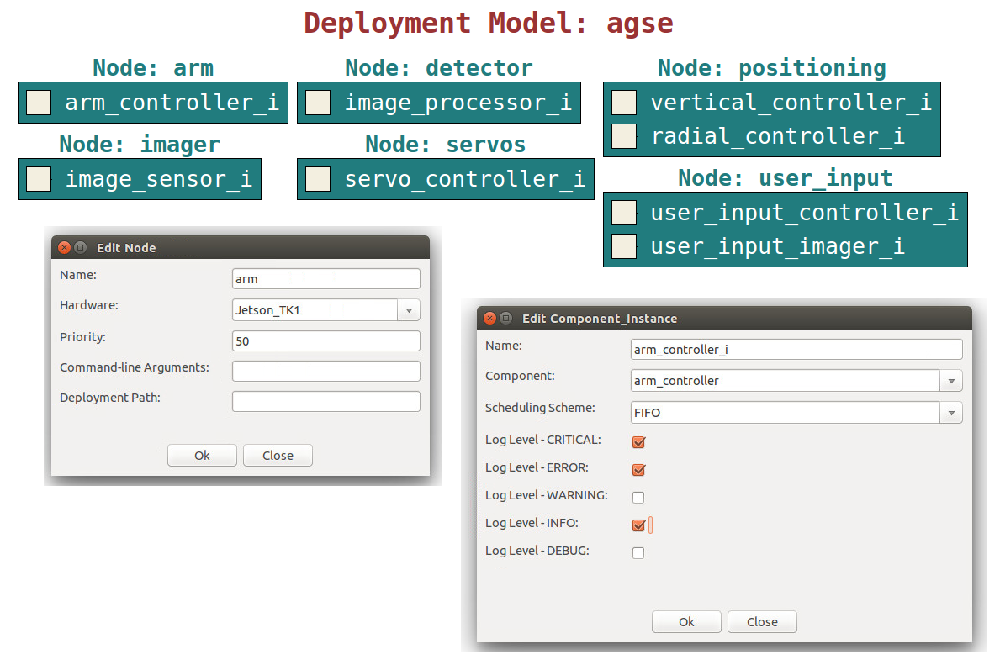 Deployment Model: agse
Node: arm
arm_controller_i
Node: detector
image_processor_i
Node: positioning
vertical_controller_i
radial_controller_i
Node: imager
image_sensor_i
Node: servos
servo_controller_i
Node: user_input
user_input_controller_i
user_input_imager_i
Edit Node
Name:
arm
Hardware:
Jetson_TK1
Priority:
50
Command-line Arguments:
Deployment Path:
Ok
Close
Edit Component_Instance
Name:
arm_controller_i
Component:
arm_controller
Scheduling Scheme:
FIFO
Log Level - CRITICAL:
Log Level - ERROR:
Log Level - WARNING:
Log Level - INFO:
Log Level - DEBUG:
Ok
Close